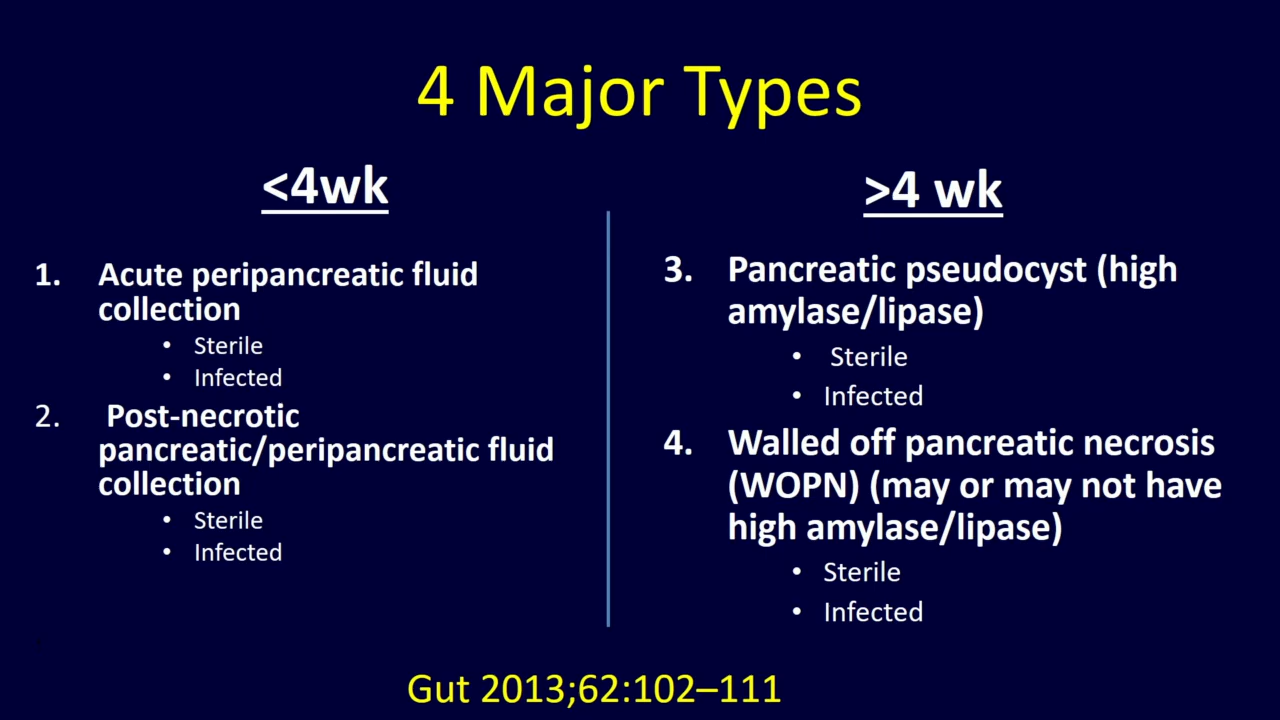 4 Major Types
<4wk
1. Acute peripancreatic fluid
collection
• Sterile
• Infected
2. Post-necrotic
pancreatic/peripancreatic fluid
collection
• Sterile
• Infected
>4 wk
3. Pancreatic pseudocyst (high
amylase/lipase)
• Sterile
• Infected
4. Walled off pancreatic necrosis
(WOPN) (may or may not have
high amylase/lipase)
• Sterile
• Infected
Gut 2013;62:102–111